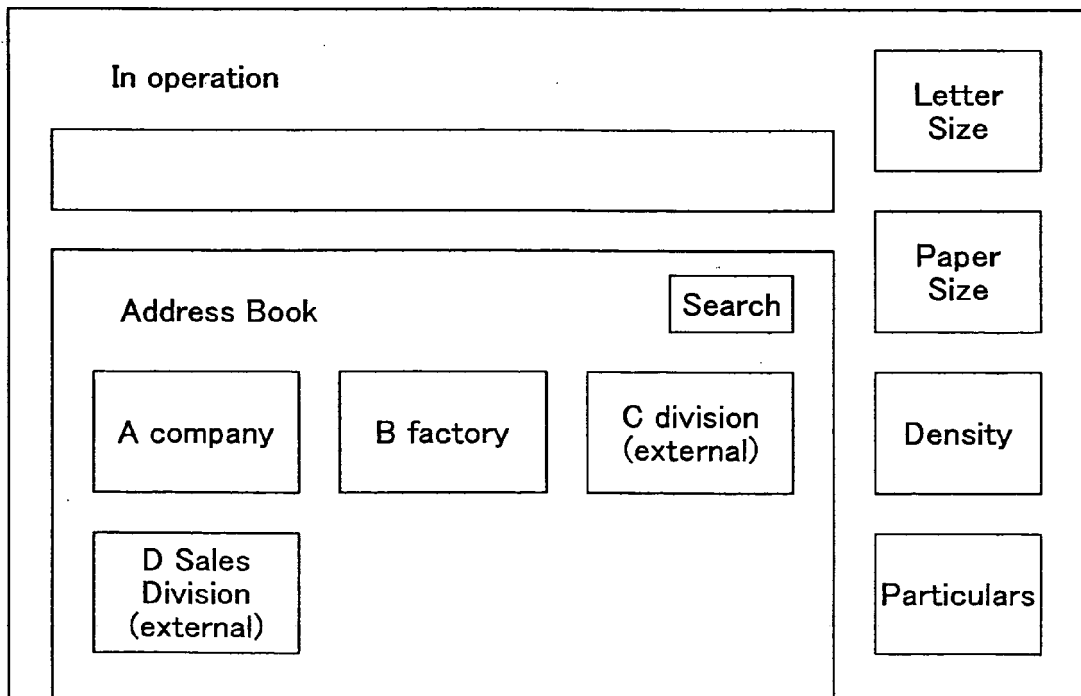 In operation
Letter
Size
Paper
Size
Address Book
Search
A company
B factory
C division
(external)
Density
D Sales
Division
(external)
Particulars